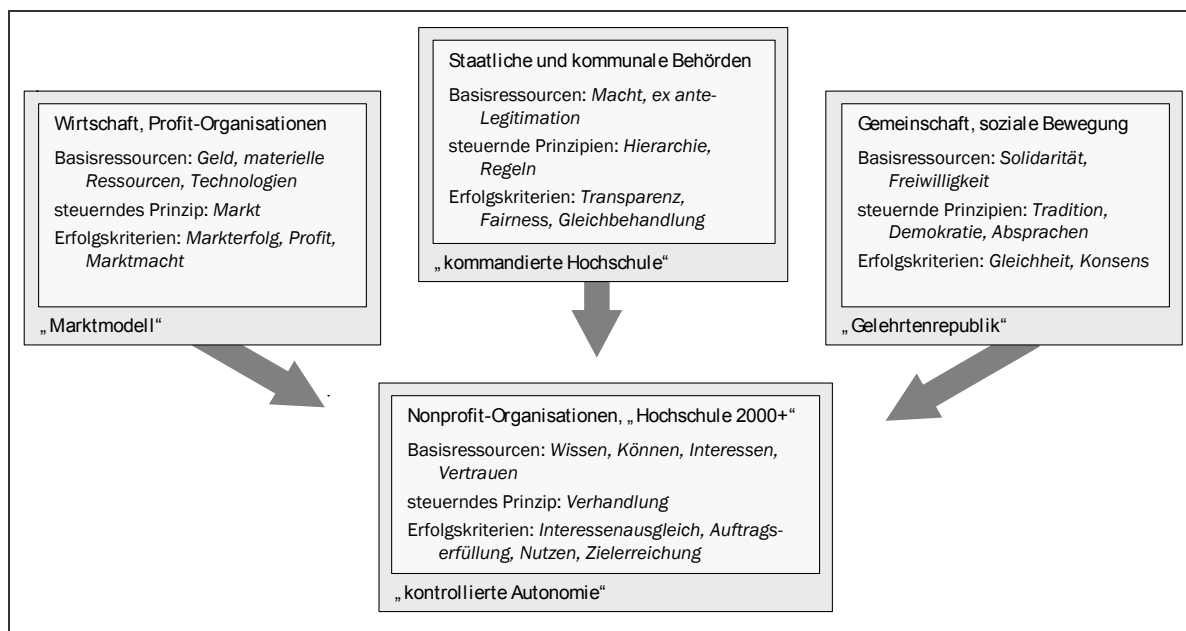 Wirtschaft, Profit-Organisationen
Basisressourcen: Geld, materielle
Ressourcen, Technologien
steuerndes Prinzip: Markt
Erfolgskriterien: Markterfolg, Profit,
Marktmacht
„Marktmodell“
Staatliche und kommunale Behörden
Basisressourcen: Macht, ex ante-
Legitimation
steuernde Prinzipien: Hierarchie,
Regeln
Erfolgskriterien: Transparenz,
Fairness, Gleichbehandlung
„kommandierte Hochschule“
Gemeinschaft, soziale Bewegung
Basisressourcen: Solidarität,
Freiwilligkeit
steuernde Prinzipien: Tradition,
Demokratie, Absprachen
Erfolgskriterien: Gleichheit, Konsens
„Gelehrtenrepublik“
Nonprofit-Organisationen, „Hochschule 2000+“
Basisressourcen: Wissen, Können, Interessen,
Vertrauen
steuerndes Prinzip: Verhandlung
Erfolgskriterien: Interessenausgleich, Auftrags-
erfüllung, Nutzen, Zielerreichung
„kontrollierte Autonomie“